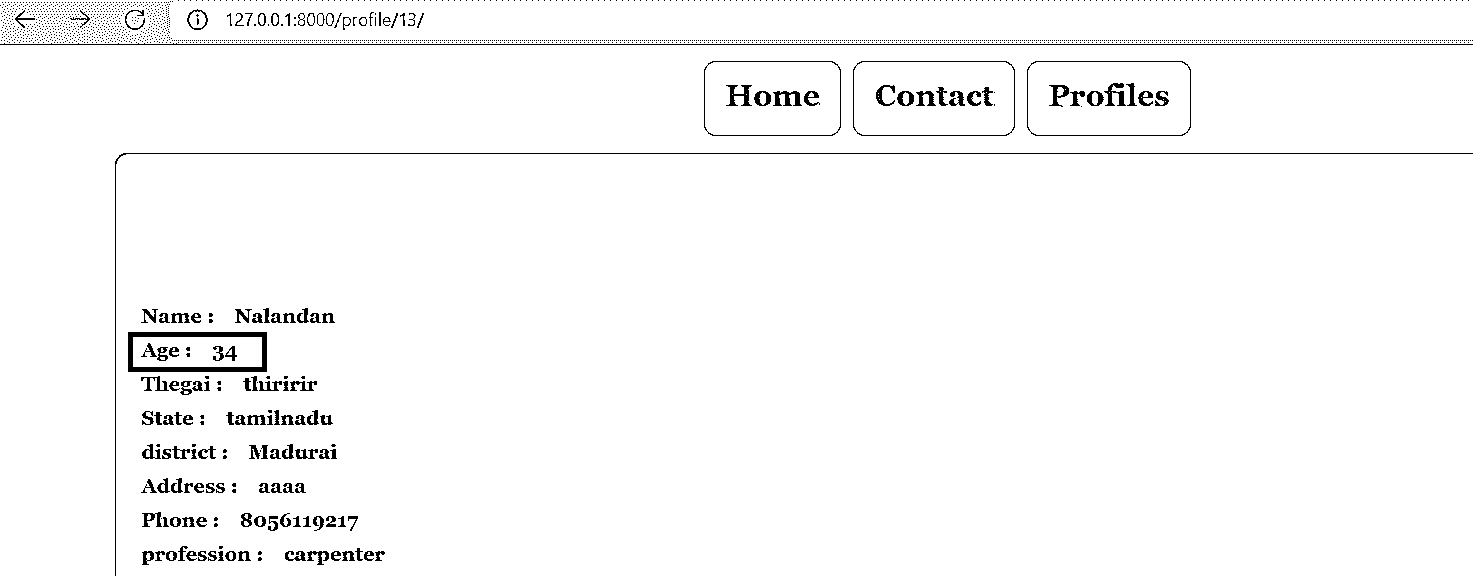 127.0.0.1:8000/profile/13/
Home Contact Profiles
Name : Nalandan
Age : 34
Thegai : thiririr
State : tamilnadu
district : Madurai
Address : aaaa
Phone : 8056119217
profession : carpenter